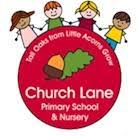 Tall Oaks from Little Acorns Grow
Church Lane
Primary School
& Nursery